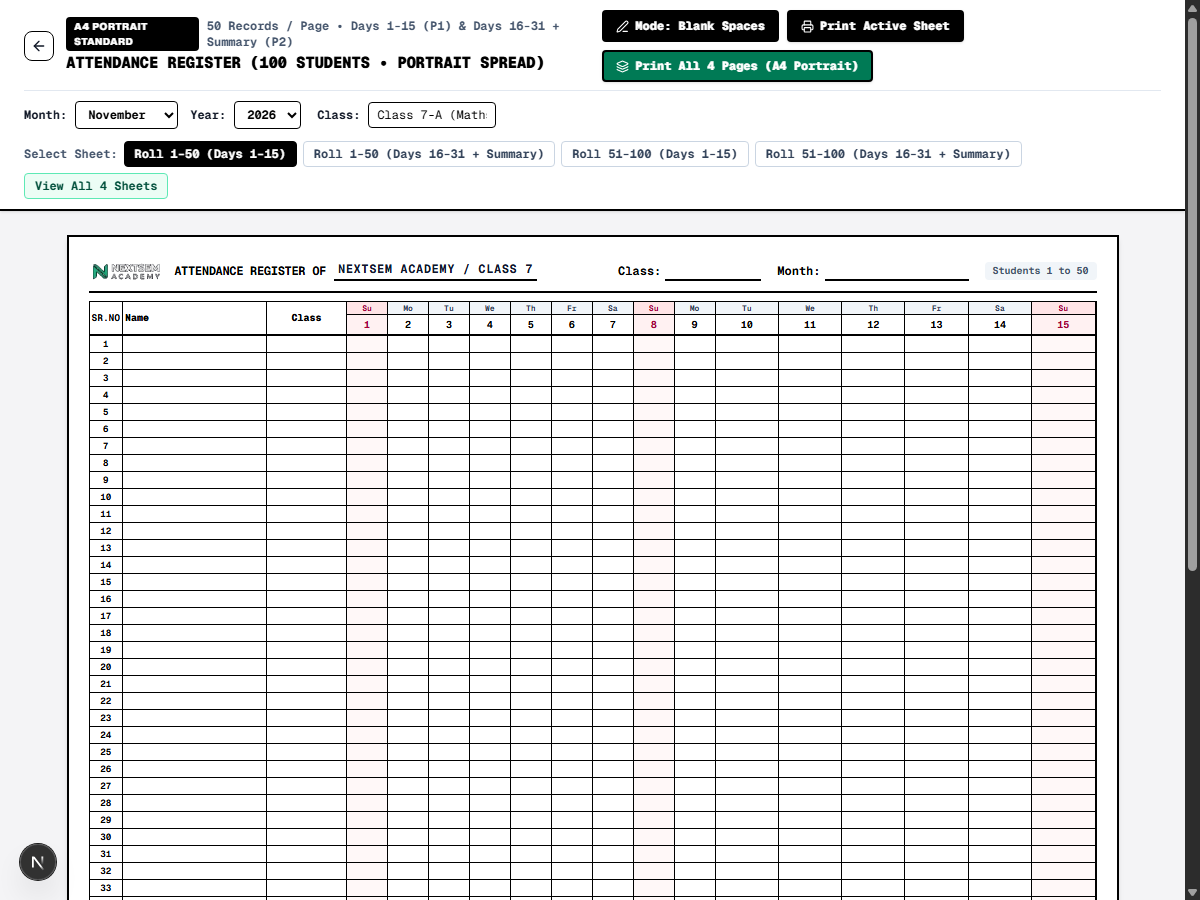 A4 PORTRAIT STANDARD
50 Records / Page • Days 1-15 (P1) & Days 16-31 + Summary (P2)
ATTENDANCE REGISTER (100 STUDENTS • PORTRAIT SPREAD)
Mode: Blank Spaces
Print Active Sheet
Print All 4 Pages (A4 Portrait)
Month: November Year: 2026 Class: Class 7-A (Math
Select Sheet: Roll 1-50 (Days 1-15) Roll 1-50 (Days 16-31 + Summary) Roll 51-100 (Days 1-15) Roll 51-100 (Days 16-31 + Summary)
View All 4 Sheets
NEXTSEM ACADEMY
ATTENDANCE REGISTER OF NEXTSEM ACADEMY / CLASS 7 Class: Month: Students 1 to 50
SR.NO Name Class
Su Mo Tu We Th Fr Sa Su Mo Tu We Th Fr Sa Su
1 2 3 4 5 6 7 8 9 10 11 12 13 14 15
1
2
3
4
5
6
7
8
9
10
11
12
13
14
15
16
17
18
19
20
21
22
23
24
25
26
27
28
29
30
31
32
33
N